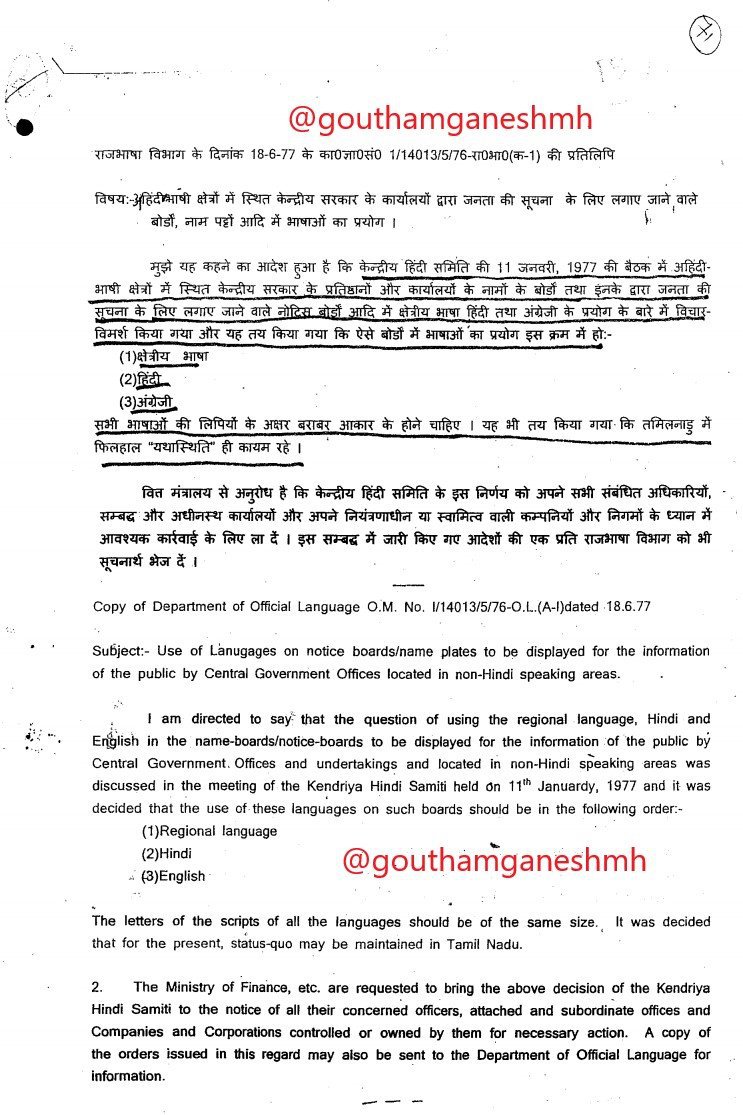 @gouthamganeshmh
राजभाषा विभाग के दिनांक 18-6-77 के का0ज्ञा0सं0 1/14013/5/76-रा0भा0(क-1) की प्रतिलिपि
विषय:-अहिंदी भाषी क्षेत्रों में स्थित केन्द्रीय सरकार के कार्यालयों द्वारा जनता की सूचना के लिए लगाए जाने वाले
बोर्डो, नाम पट्टों आदि में भाषाओं का प्रयोग ।
मुझे यह कहने का आदेश हुआ है कि केन्द्रीय हिंदी समिति की 11 जनवरी, 1977 की बैठक में अहिंदी-
भाषी क्षेत्रों में स्थित केन्द्रीय सरकार के प्रतिष्ठानों और कार्यालयों के नामों के बोर्डों तथा इनके द्वारा जनता की
सूचना के लिए लगाए जाने वाले नोटिस बोर्डों आदि में क्षेत्रीय भाषा हिंदी तथा अंग्रेजी के प्रयोग के बारे में विचार-
विमर्श किया गया और यह तय किया गया कि ऐसे बोर्डों में भाषाओं का प्रयोग इस क्रम में हो:-
(1)क्षेत्रीय भाषा
(2)हिंदी
(3)अंग्रेजी
सभी भाषाओं की लिपियों के अक्षर बराबर आकार के होने चाहिए । यह भी तय किया गया कि तमिलनाडु में
फिलहाल "यथास्थिति" ही कायम रहे ।
वित मंत्रालय से अनुरोध है कि केन्द्रीय हिंदी समिति के इस निर्णय को अपने सभी संबंधित अधिकारियों,
सम्बद्ध और अधीनस्थ कार्यालयों और अपने नियंत्रणाधीन या स्वामित्व वाली कम्पनियों और निगमों के ध्यान में
आवश्यक कार्रवाई के लिए ला दें । इस सम्बद्ध में जारी किए गए आदेशों की एक प्रति राजभाषा विभाग को भी
सूचनार्थ भेज दें ।
Copy of Department of Official Language O.M. No. I/14013/5/76-O.L.(A-I)dated 18.6.77
Subject:- Use of Lanugages on notice boards/name plates to be displayed for the information
of the public by Central Government Offices located in non-Hindi speaking areas.
I am directed to say that the question of using the regional language, Hindi and
English in the name-boards/notice-boards to be displayed for the information of the public by
Central Government. Offices and undertakings and located in non-Hindi speaking areas was
discussed in the meeting of the Kendriya Hindi Samiti held on 11th Januardy, 1977 and it was
decided that the use of these languages on such boards should be in the following order:-
(1)Regional language
(2)Hindi
(3)English
@gouthamganeshmh
The letters of the scripts of all the languages should be of the same size. It was decided
that for the present, status-quo may be maintained in Tamil Nadu.
2. The Ministry of Finance, etc. are requested to bring the above decision of the Kendriya
Hindi Samiti to the notice of all their concerned officers, attached and subordinate offices and
Companies and Corporations controlled or owned by them for necessary action. A copy of
the orders issued in this regard may also be sent to the Department of Official Language for
information.